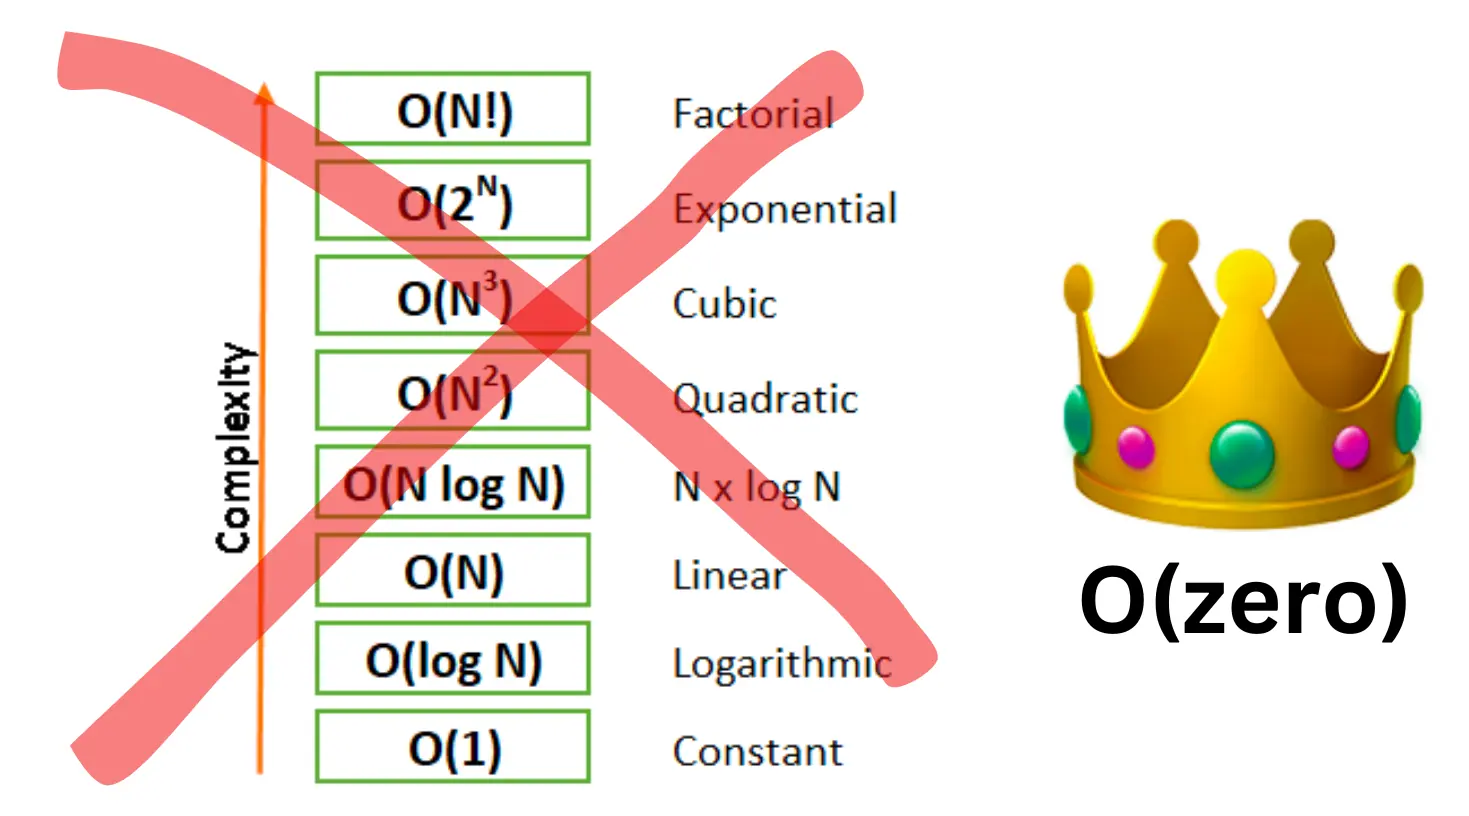 O(N!) Factorial
O(2^N) Exponential
O(N^3) Cubic
O(N^2) Quadratic
O(N log N) N x log N
O(N) Linear
O(log N) Logarithmic
O(1) Constant
Complexity
O(zero)